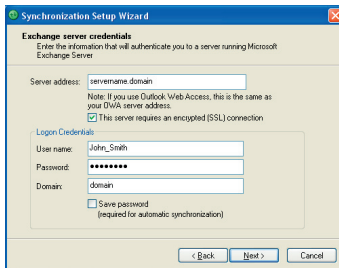 Synchronization Setup Wizard
Exchange server credentials
Enter the information that will authenticate you to a server running Microsoft
Exchange Server
Server address: servername.domain
Note: If you use Outlook Web Access, this is the same as
your OWA server address.
This server requires an encrypted (SSL) connection
Logon Credentials
User name: John_Smith
Password: ••••••••
Domain: domain
Save password
(required for automatic synchronization)
< Back Next > Cancel